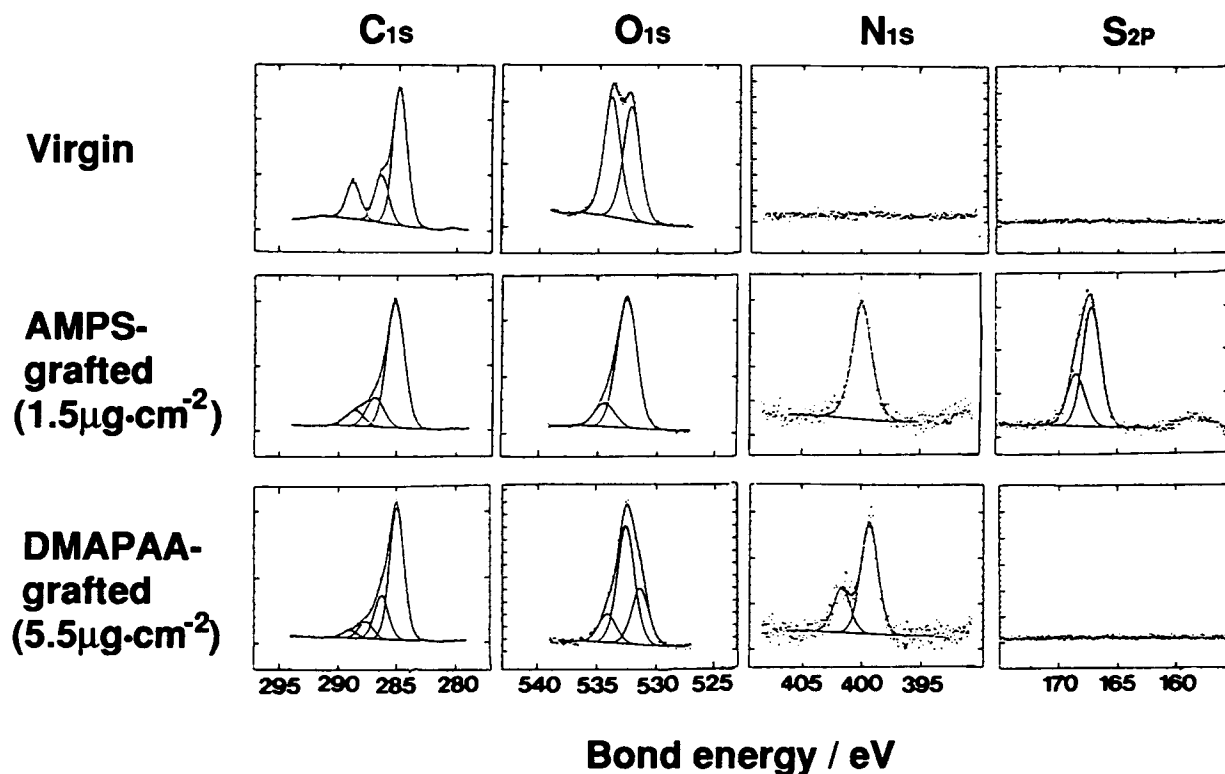 C1S O1S N1S S2P
Virgin
AMPS-
grafted
(1.5μg•cm-2)
DMAPAA-
grafted
(5.5μg•cm-2)
295 290 285 280 540 535 530 525 405 400 395 170 165 160
Bond energy / eV